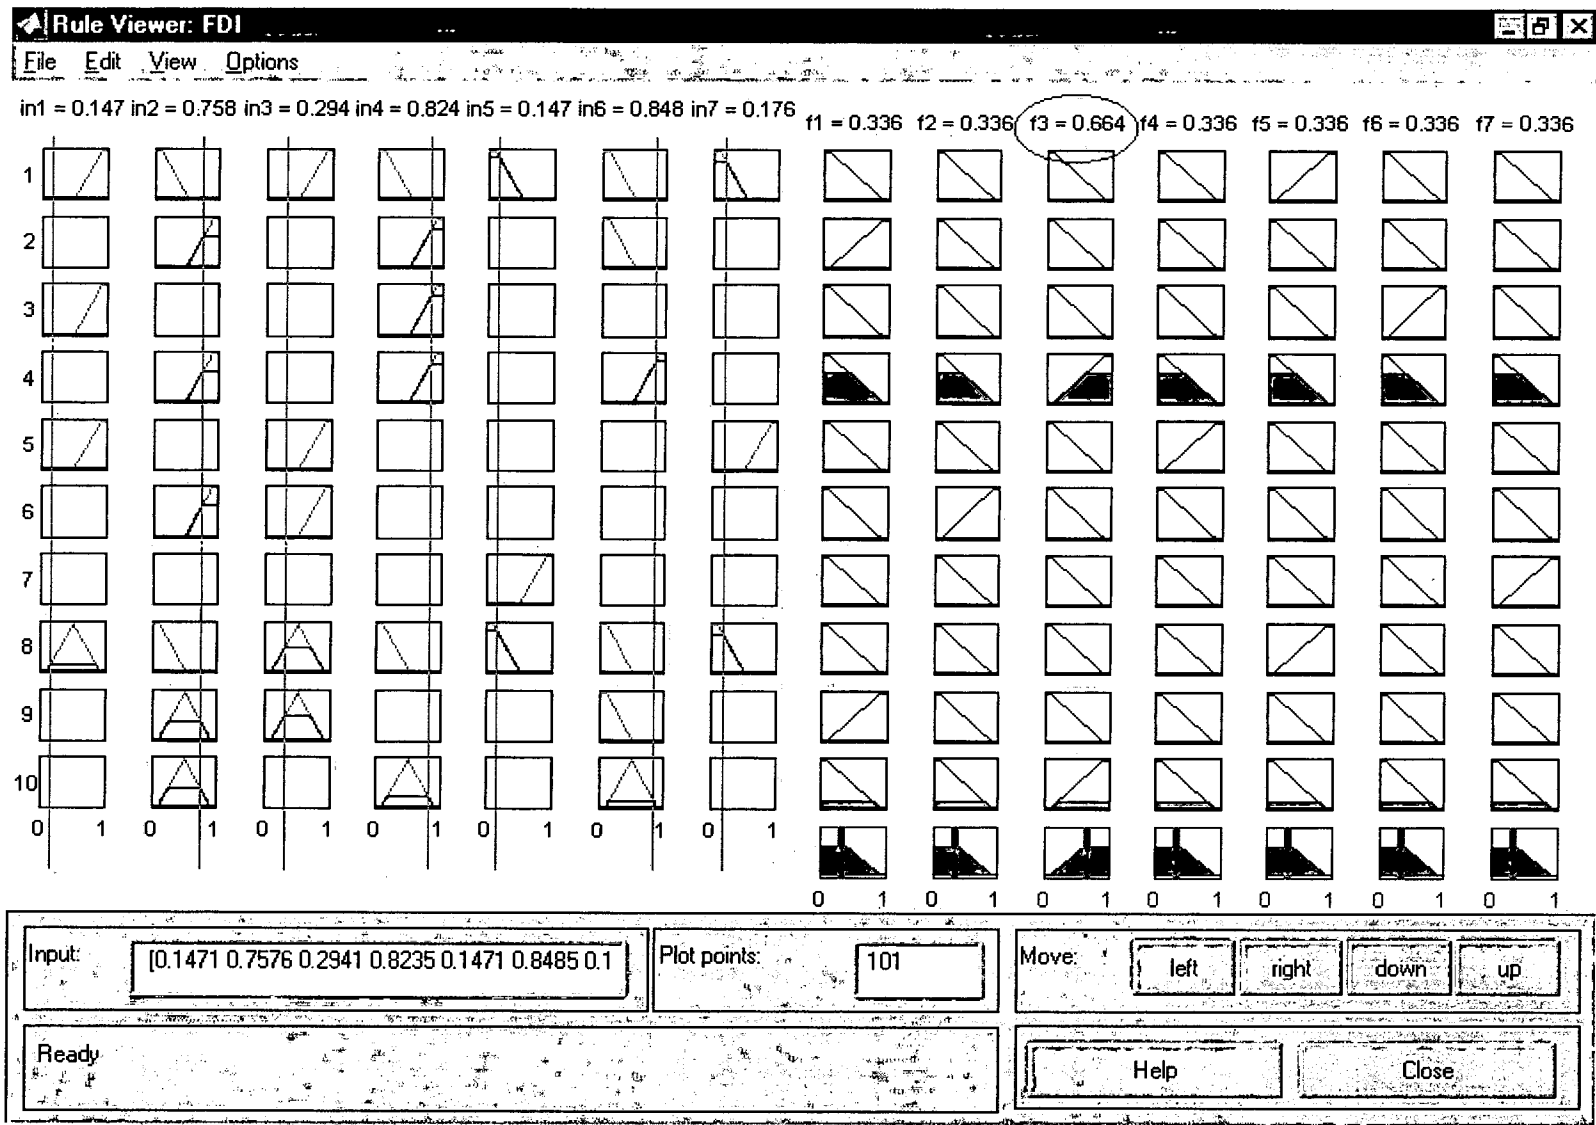 Rule Viewer: FDI
File Edit View Options
in1 = 0.147 in2 = 0.758 in3 = 0.294 in4 = 0.824 in5 = 0.147 in6 = 0.848 in7 = 0.176
f1 = 0.336 f2 = 0.336 f3 = 0.664 f4 = 0.336 f5 = 0.336 f6 = 0.336 f7 = 0.336
1
2
3
4
5
6
7
8
9
10
0 1 0 1 0 1 0 1 0 1 0 1 0 1
0 1 0 1 0 1 0 1 0 1 0 1 0 1
Input: [0.1471 0.7576 0.2941 0.8235 0.1471 0.8485 0.1
Plot points: 101
Move: left right down up
Ready
Help Close